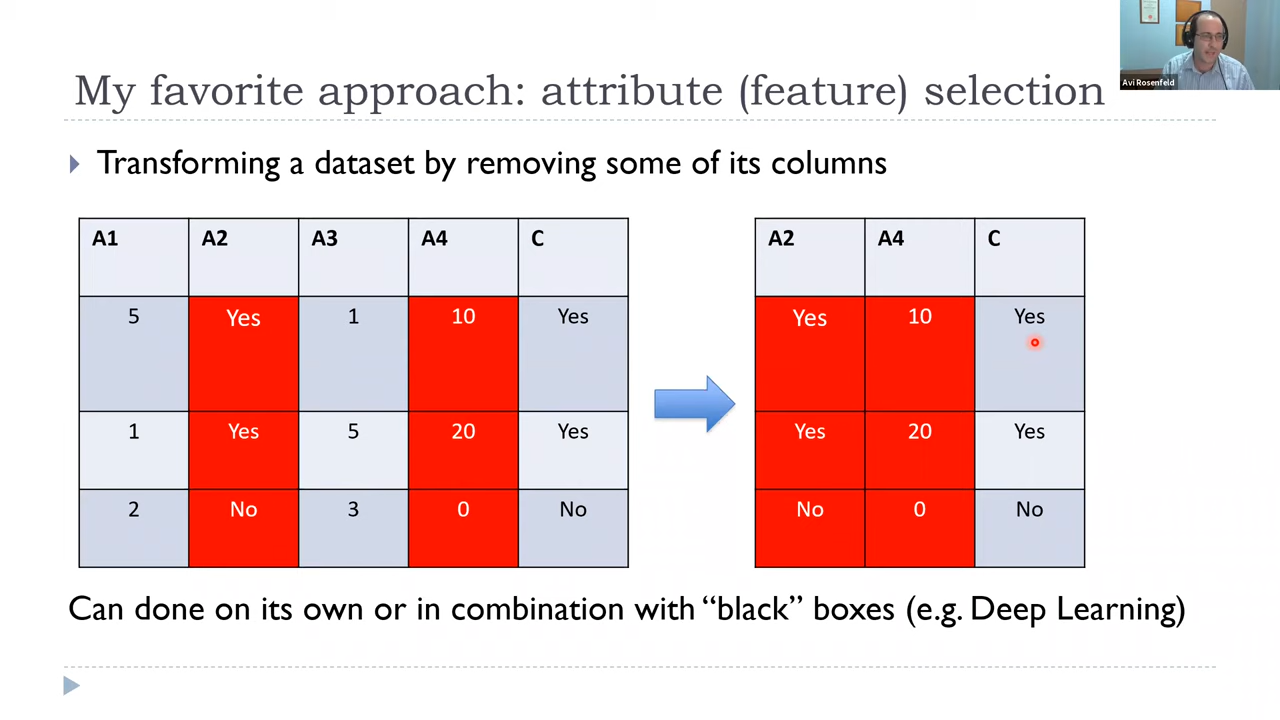 Avi Rosenfeld
My favorite approach: attribute (feature) selection
Transforming a dataset by removing some of its columns
A1 A2 A3 A4 C
5 Yes 1 10 Yes
1 Yes 5 20 Yes
2 No 3 0 No
A2 A4 C
Yes 10 Yes
Yes 20 Yes
No 0 No
Can done on its own or in combination with “black” boxes (e.g. Deep Learning)